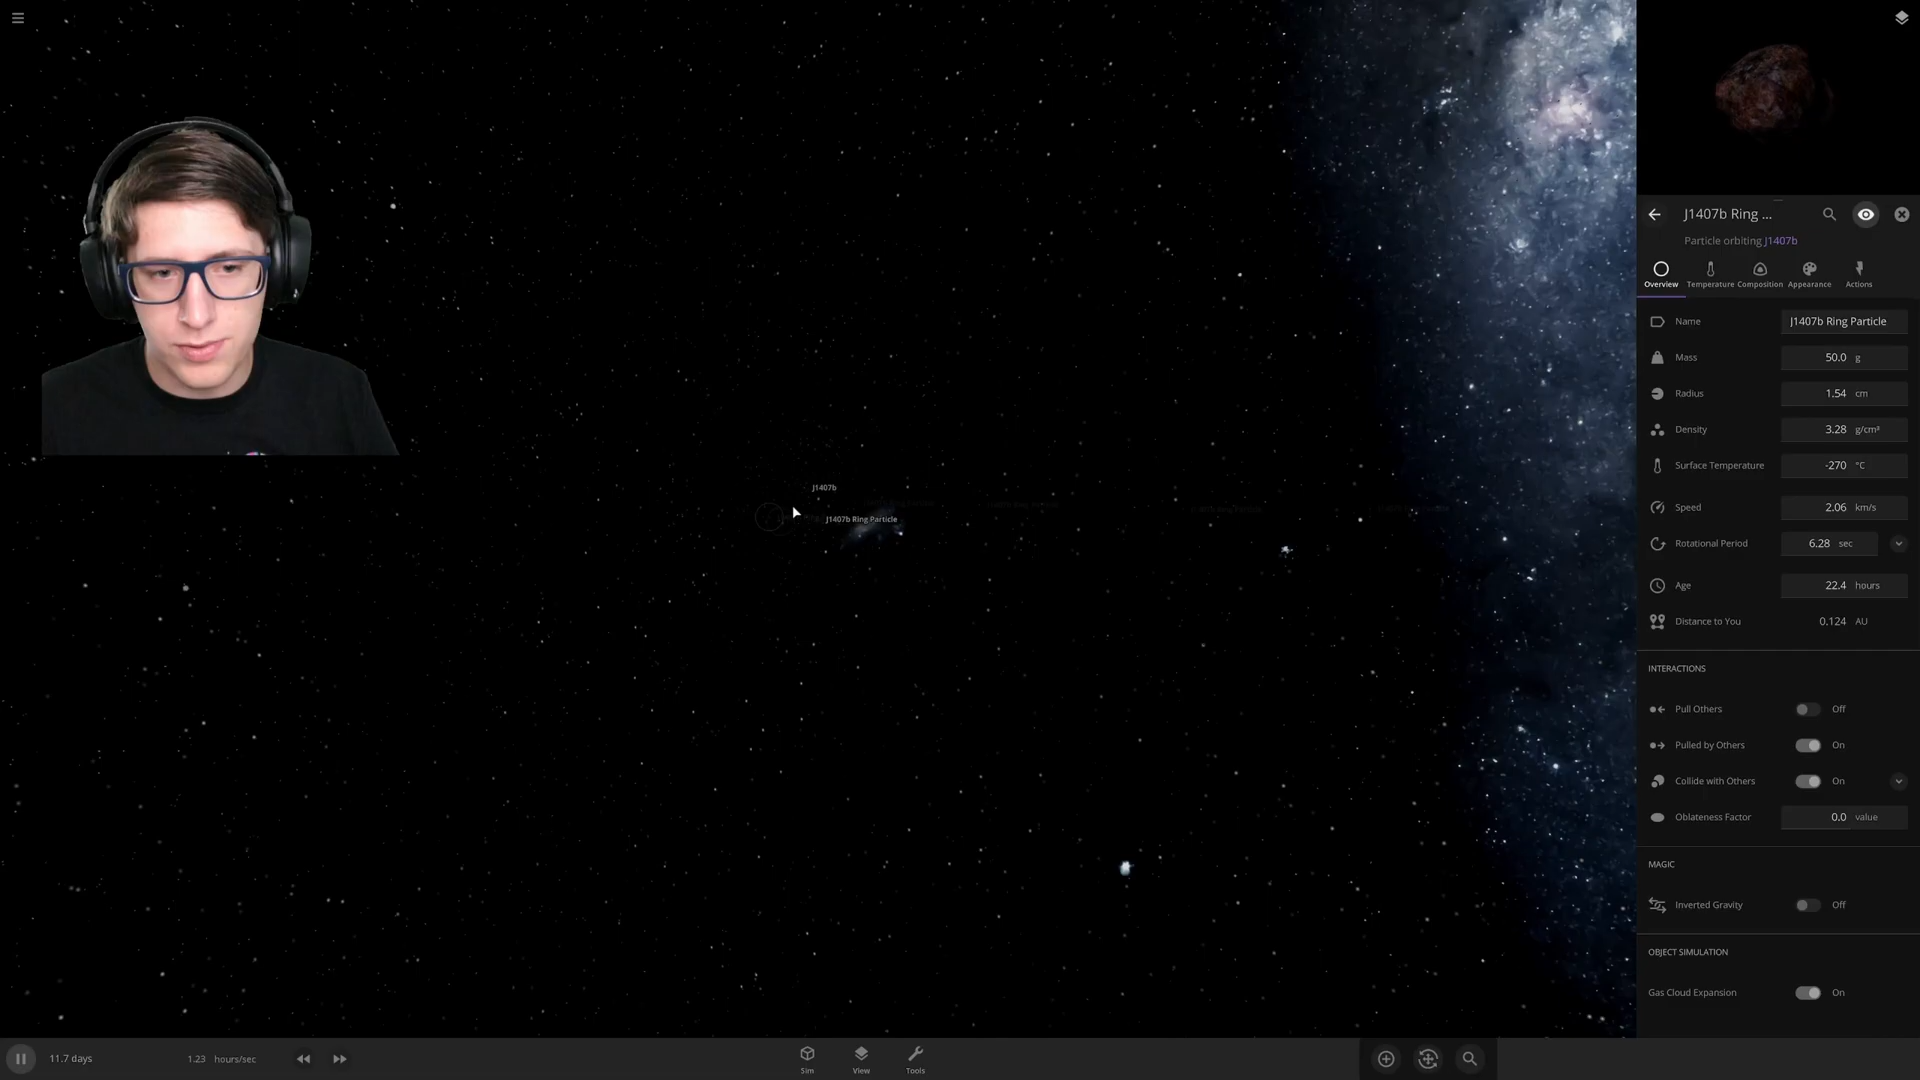 J1407b
J1407b Ring Particle
J1407b Ring ...
Particle orbiting J1407b
Overview
Temperature
Composition
Appearance
Actions
Name J1407b Ring Particle
Mass 50.0 g
Radius 1.54 cm
Density 3.28 g/cm³
Surface Temperature -270 °C
Speed 2.06 km/s
Rotational Period 6.28 sec
Age 22.4 hours
Distance to You 0.124 AU
INTERACTIONS
Pull Others Off
Pulled by Others On
Collide with Others On
Oblateness Factor 0.0 value
MAGIC
Inverted Gravity Off
OBJECT SIMULATION
Gas Cloud Expansion On
11.7 days
1.23 hours/sec
Sim
View
Tools